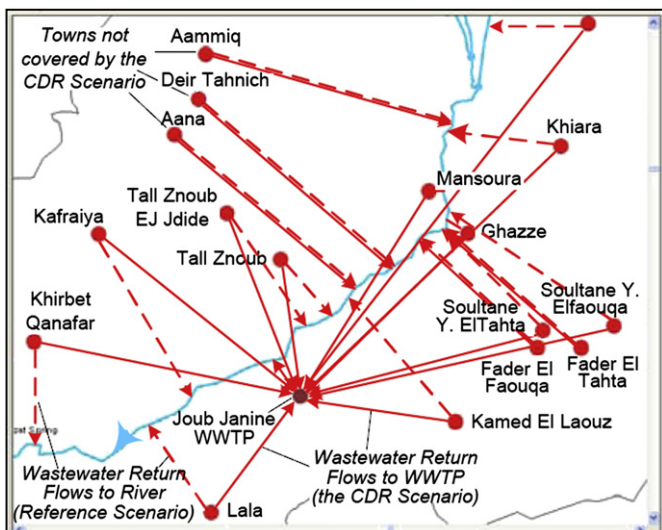 Towns not
covered by the
CDR Scenario
Aammiq
Deir Tahnich
Aana
Khiara
Mansoura
Tall Znoub
EJ Jdide
Kafraiya
Ghazze
Tall Znoub
Khirbet
Qanafar
Soultane Y.
Elfaouqa
Soultane
Y. ElTahta
Fader El
Faouqa
Fader El
Tahta
Joub Janine
WWTP
Kamed El Laouz
ost Spring
Wastewater Return
Flows to River
(Reference Scenario)
Wastewater Return
Flows to WWTP
(the CDR Scenario)
Lala